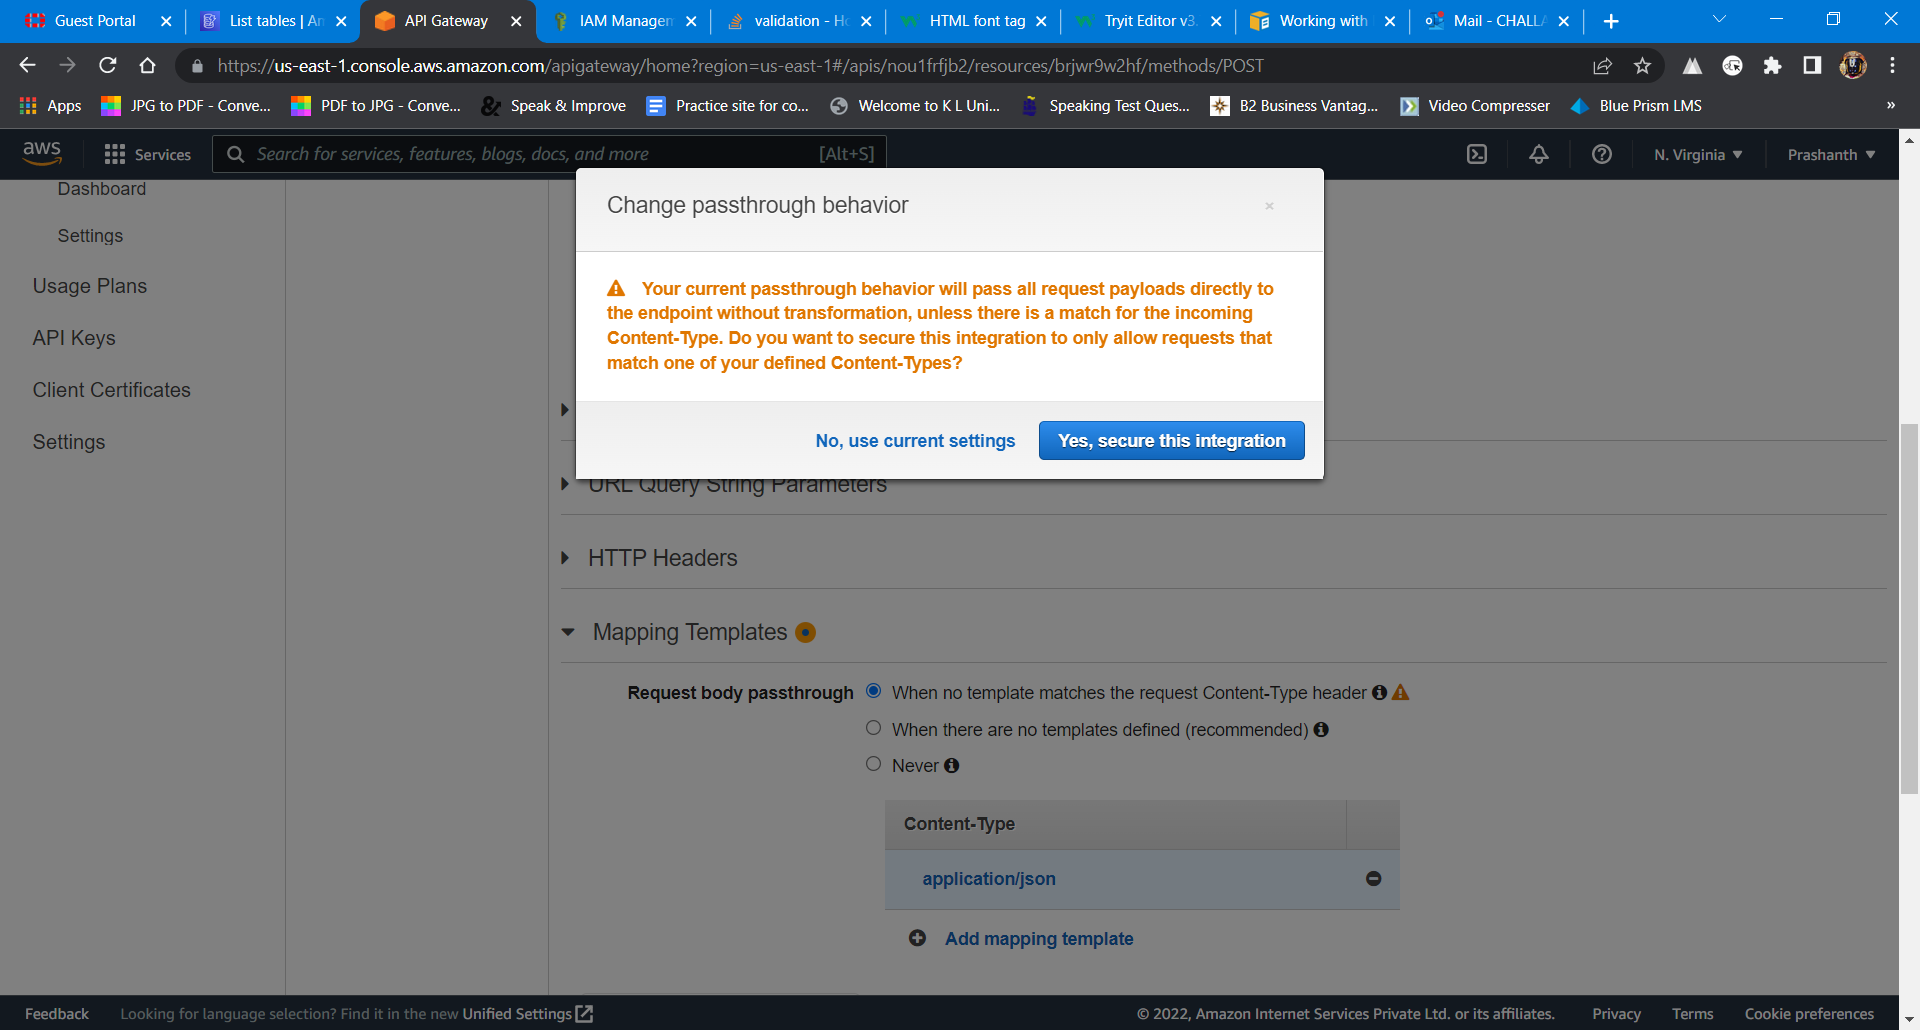 Guest Portal
List tables | An
API Gateway
IAM Managem
validation - Ho
HTML font tag
Tryit Editor v3.
Working with
Mail - CHALLA
https://us-east-1.console.aws.amazon.com/apigateway/home?region=us-east-1#/apis/nou1frfjb2/resources/brjwr9w2hf/methods/POST
Apps
JPG to PDF - Conve...
PDF to JPG - Conve...
Speak & Improve
Practice site for co...
Welcome to K L Uni...
Speaking Test Ques...
B2 Business Vantag...
Video Compresser
Blue Prism LMS
»
aws
Services
Search for services, features, blogs, docs, and more
[Alt+S]
N. Virginia
Prashanth
Dashboard
Settings
Usage Plans
API Keys
Client Certificates
Settings
Change passthrough behavior
Your current passthrough behavior will pass all request payloads directly to
the endpoint without transformation, unless there is a match for the incoming
Content-Type. Do you want to secure this integration to only allow requests that
match one of your defined Content-Types?
No, use current settings
Yes, secure this integration
URL Query String Parameters
HTTP Headers
Mapping Templates
Request body passthrough
When no template matches the request Content-Type header
When there are no templates defined (recommended)
Never
Content-Type
application/json
Add mapping template
Feedback
Looking for language selection? Find it in the new Unified Settings
© 2022, Amazon Internet Services Private Ltd. or its affiliates.
Privacy
Terms
Cookie preferences